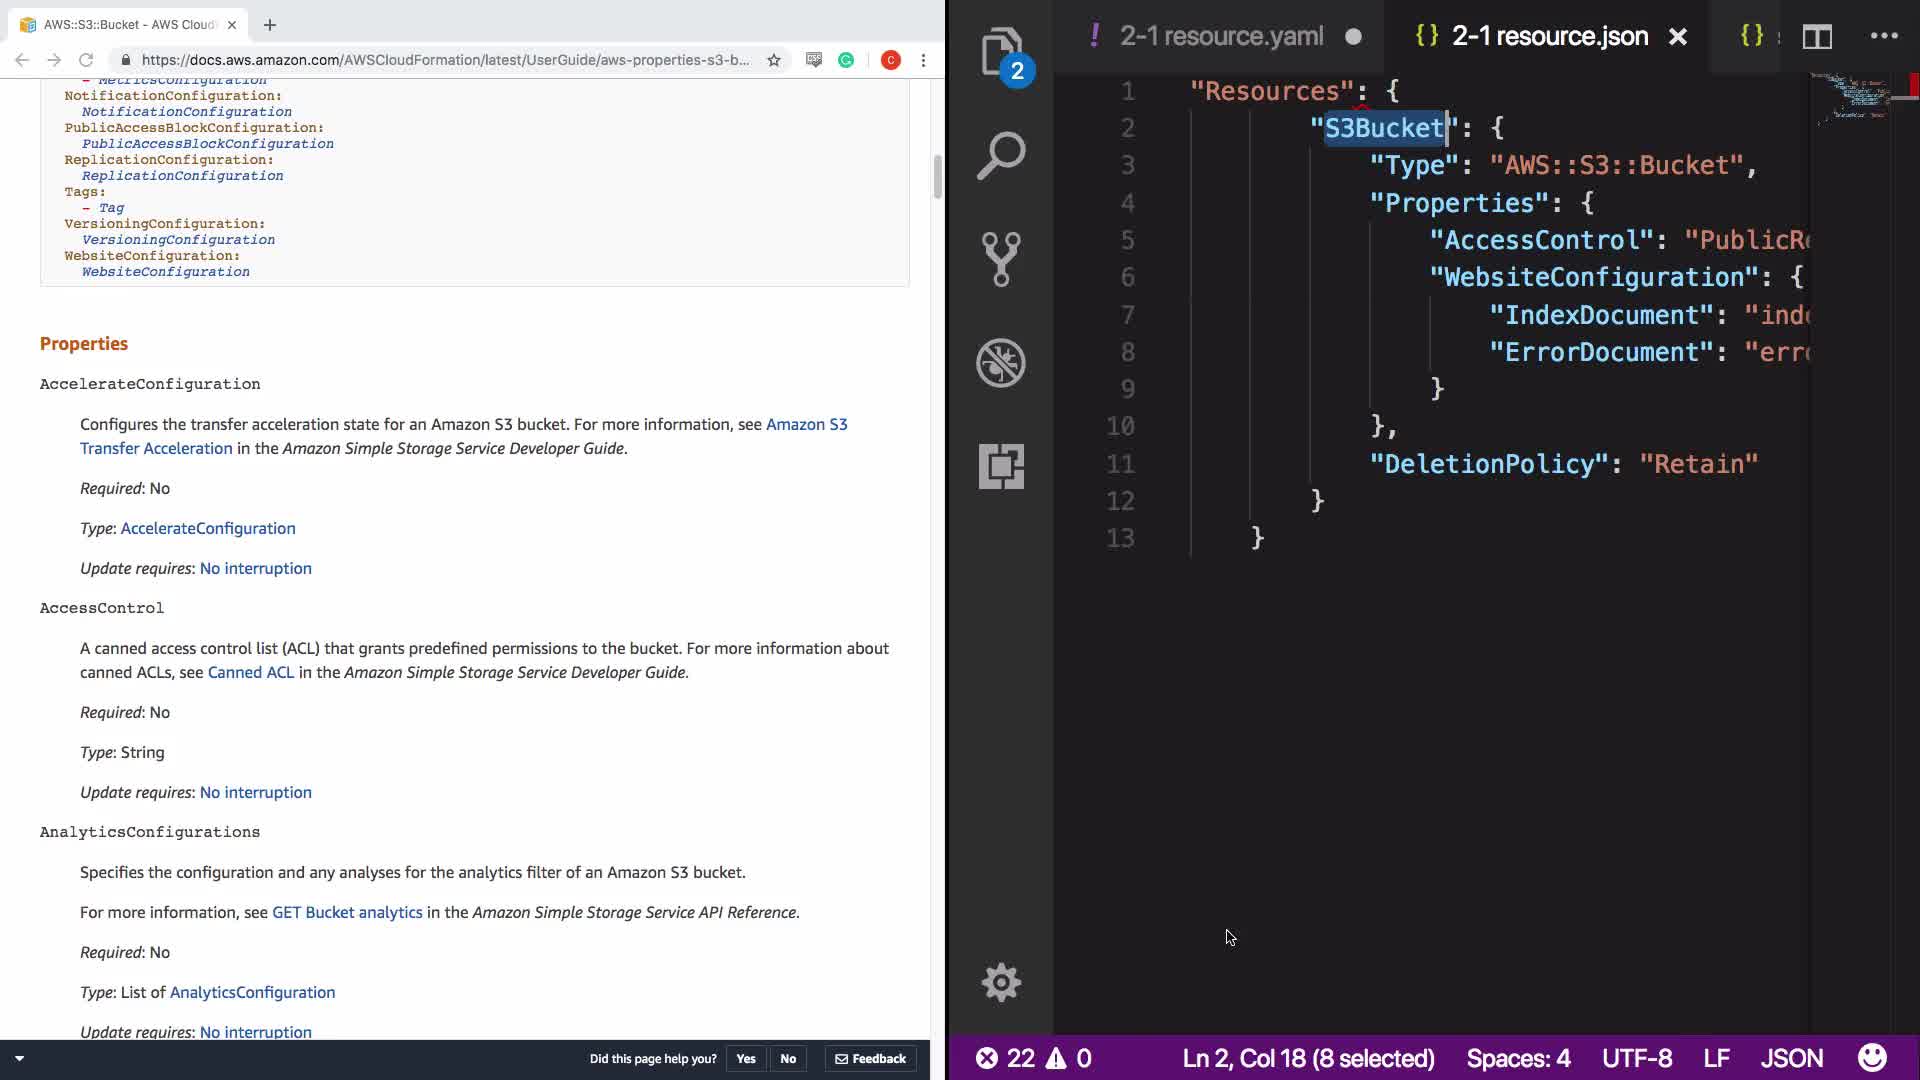 AWS::S3::Bucket - AWS Cloud
https://docs.aws.amazon.com/AWSCloudFormation/latest/UserGuide/aws-properties-s3-b...
C
- MetricsConfiguration
NotificationConfiguration:
NotificationConfiguration
PublicAccessBlockConfiguration:
PublicAccessBlockConfiguration
ReplicationConfiguration:
ReplicationConfiguration
Tags:
- Tag
VersioningConfiguration:
VersioningConfiguration
WebsiteConfiguration:
WebsiteConfiguration
Properties
AccelerateConfiguration
Configures the transfer acceleration state for an Amazon S3 bucket. For more information, see Amazon S3
Transfer Acceleration in the Amazon Simple Storage Service Developer Guide.
Required: No
Type: AccelerateConfiguration
Update requires: No interruption
AccessControl
A canned access control list (ACL) that grants predefined permissions to the bucket. For more information about
canned ACLs, see Canned ACL in the Amazon Simple Storage Service Developer Guide.
Required: No
Type: String
Update requires: No interruption
AnalyticsConfigurations
Specifies the configuration and any analyses for the analytics filter of an Amazon S3 bucket.
For more information, see GET Bucket analytics in the Amazon Simple Storage Service API Reference.
Required: No
Type: List of AnalyticsConfiguration
Update requires: No interruption
Did this page help you? Yes No Feedback
2
! 2-1 resource.yaml {} 2-1 resource.json {}
1 "Resources": {
2 "S3Bucket": {
3 "Type": "AWS::S3::Bucket",
4 "Properties": {
5 "AccessControl": "PublicRe
6 "WebsiteConfiguration": {
7 "IndexDocument": "inde
8 "ErrorDocument": "erro
9 }
10 },
11 "DeletionPolicy": "Retain"
12 }
13 }
22 0 Ln 2, Col 18 (8 selected) Spaces: 4 UTF-8 LF JSON